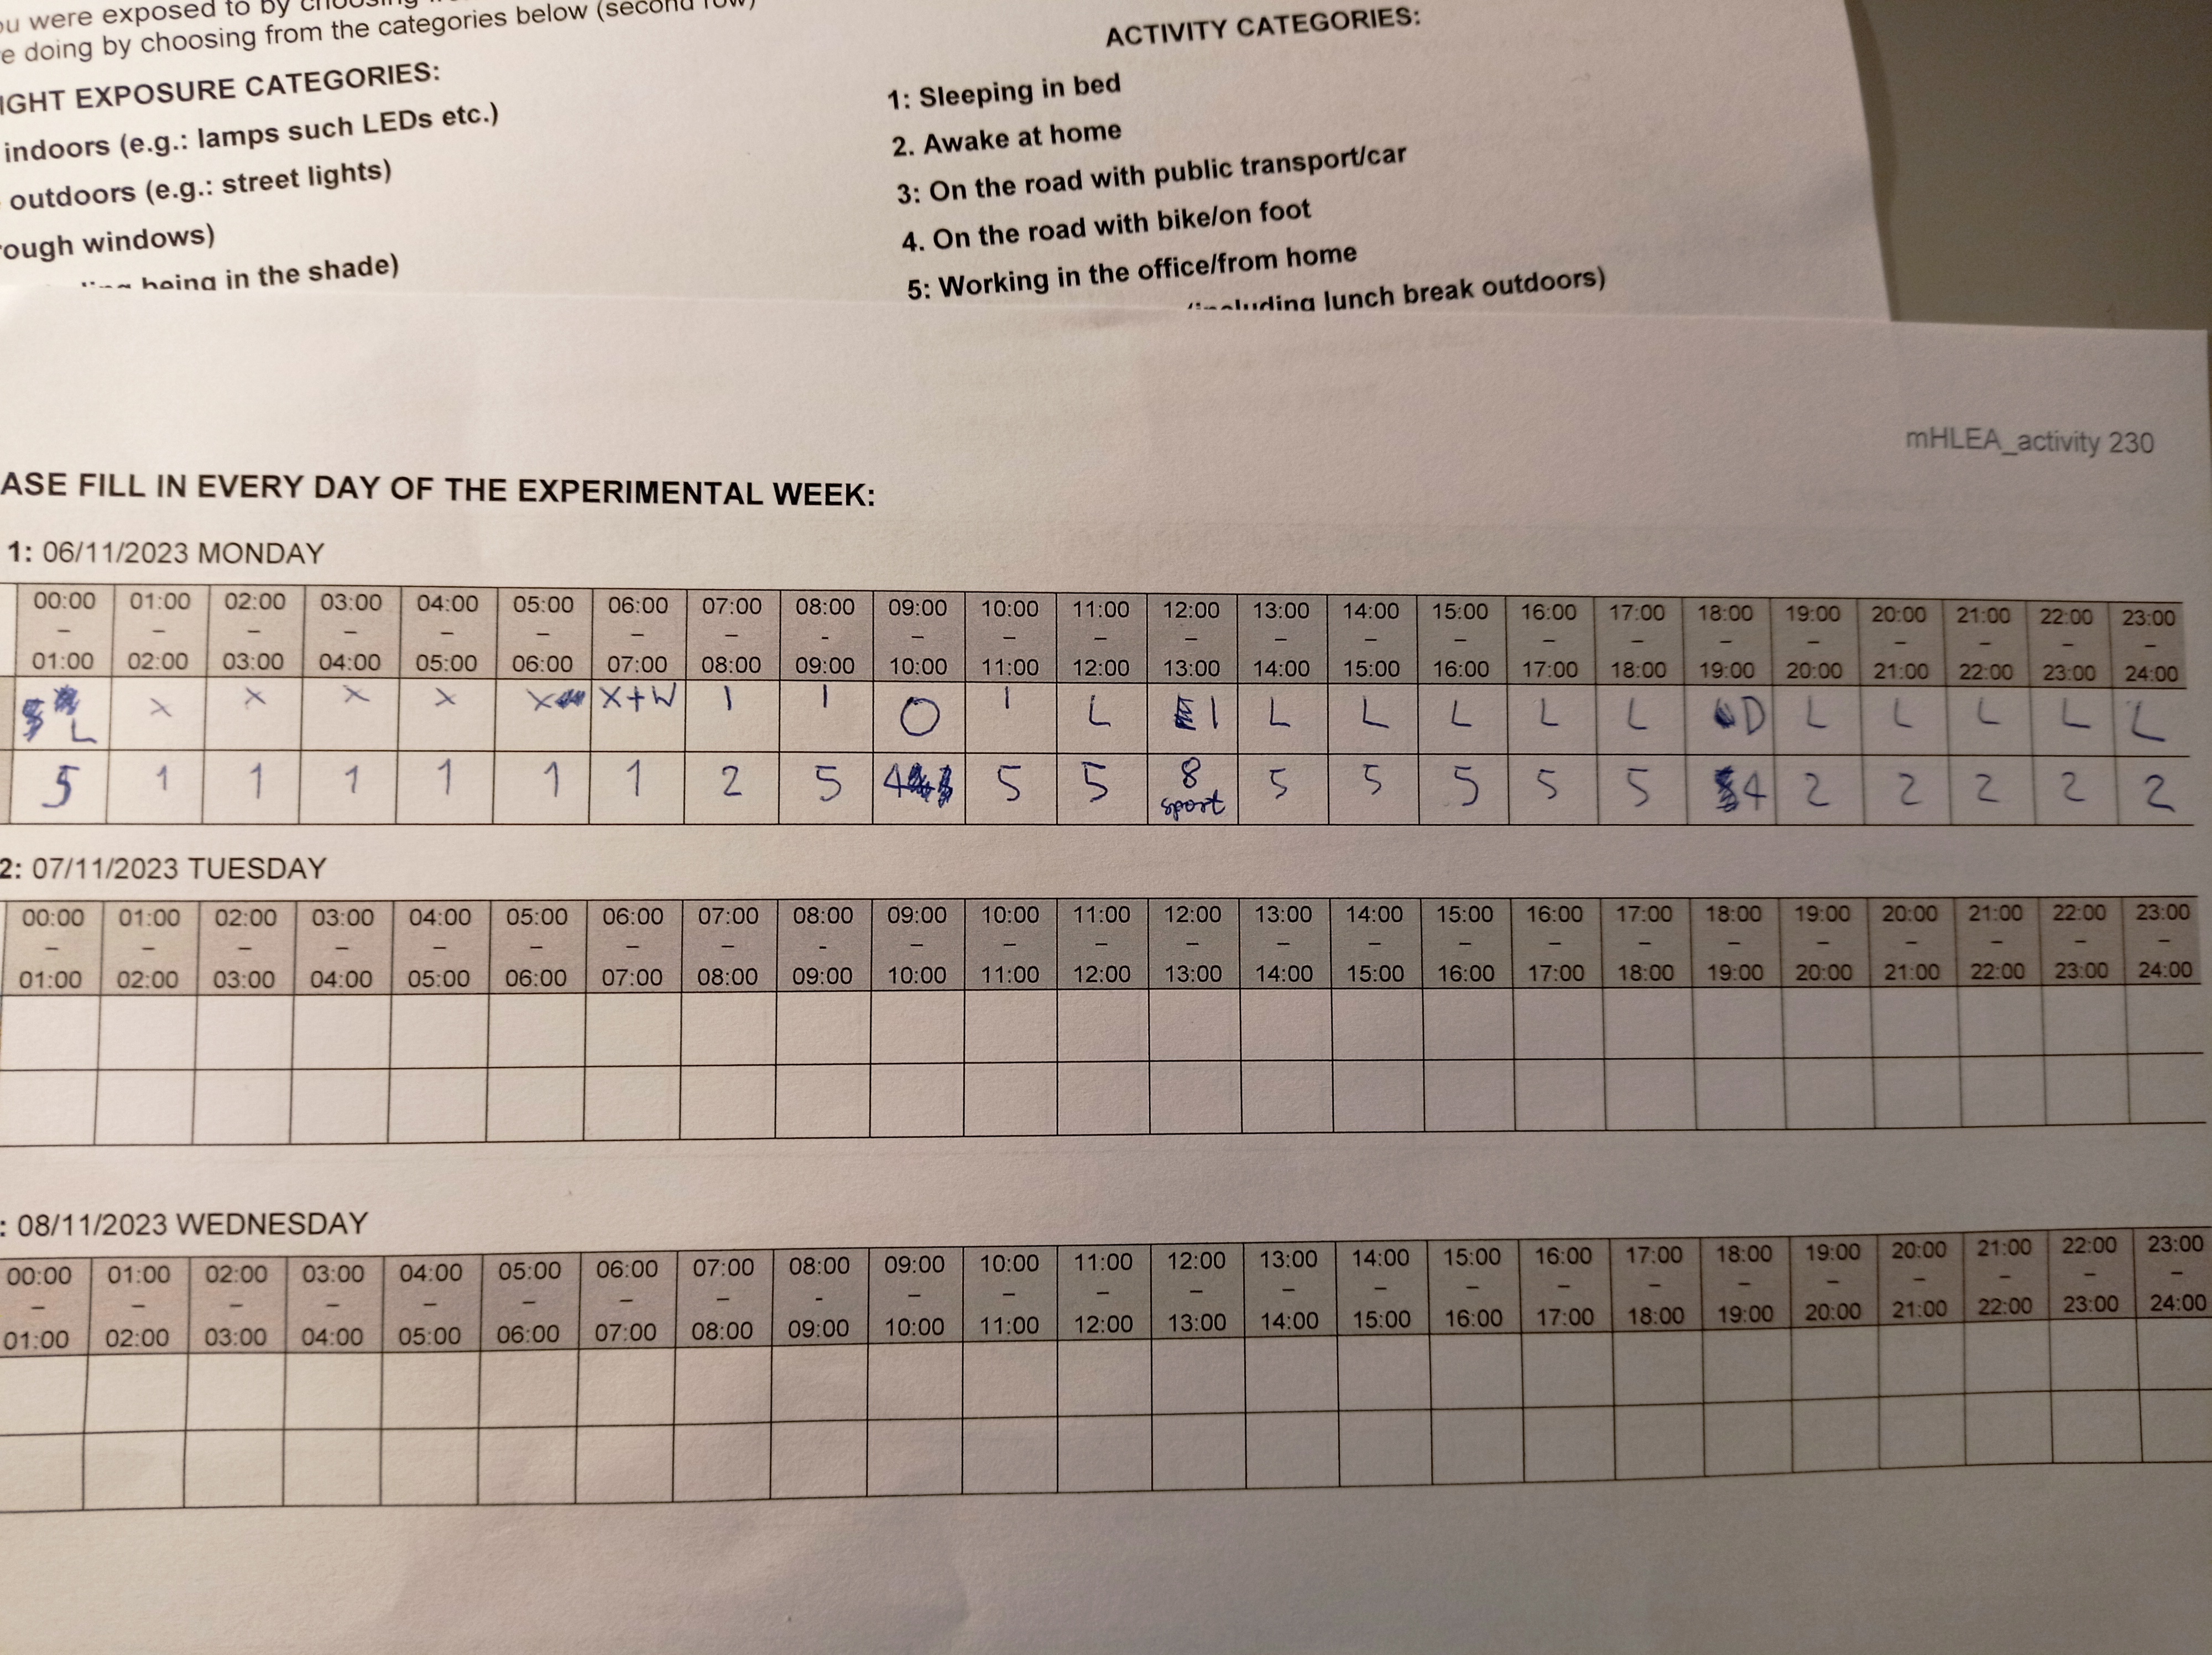 mHLEA_activity 230
IGHT EXPOSURE CATEGORIES:
indoors (e.g.: lamps such LEDs etc.)
outdoors (e.g.: street lights)
ough windows)
being in the shade)
ou were exposed to by
e doing by choosing from the categories below (second row)
ACTIVITY CATEGORIES:
1: Sleeping in bed
2. Awake at home
3: On the road with public transport/car
4. On the road with bike/on foot
5: Working in the office/from home
lunch break outdoors)
ASE FILL IN EVERY DAY OF THE EXPERIMENTAL WEEK:
1: 06/11/2023 MONDAY
00:00 01:00 02:00 03:00 04:00 05:00 06:00 07:00 08:00 09:00 10:00 11:00 12:00 13:00 14:00 15:00 16:00 17:00 18:00 19:00 20:00 21:00 22:00 23:00
- - - - - - - - - - - - - - - - - - - - - - - -
01:00 02:00 03:00 04:00 05:00 06:00 07:00 08:00 09:00 10:00 11:00 12:00 13:00 14:00 15:00 16:00 17:00 18:00 19:00 20:00 21:00 22:00 23:00 24:00
L X X X X X X+W I I O I L I L L L L L D L L L L L
5 1 1 1 1 1 1 2 5 4 5 5 8 5 5 5 5 5 4 2 2 2 2 2
sport
2: 07/11/2023 TUESDAY
00:00 01:00 02:00 03:00 04:00 05:00 06:00 07:00 08:00 09:00 10:00 11:00 12:00 13:00 14:00 15:00 16:00 17:00 18:00 19:00 20:00 21:00 22:00 23:00
- - - - - - - - - - - - - - - - - - - - - - - -
01:00 02:00 03:00 04:00 05:00 06:00 07:00 08:00 09:00 10:00 11:00 12:00 13:00 14:00 15:00 16:00 17:00 18:00 19:00 20:00 21:00 22:00 23:00 24:00
: 08/11/2023 WEDNESDAY
00:00 01:00 02:00 03:00 04:00 05:00 06:00 07:00 08:00 09:00 10:00 11:00 12:00 13:00 14:00 15:00 16:00 17:00 18:00 19:00 20:00 21:00 22:00 23:00
- - - - - - - - - - - - - - - - - - - - - - - -
01:00 02:00 03:00 04:00 05:00 06:00 07:00 08:00 09:00 10:00 11:00 12:00 13:00 14:00 15:00 16:00 17:00 18:00 19:00 20:00 21:00 22:00 23:00 24:00